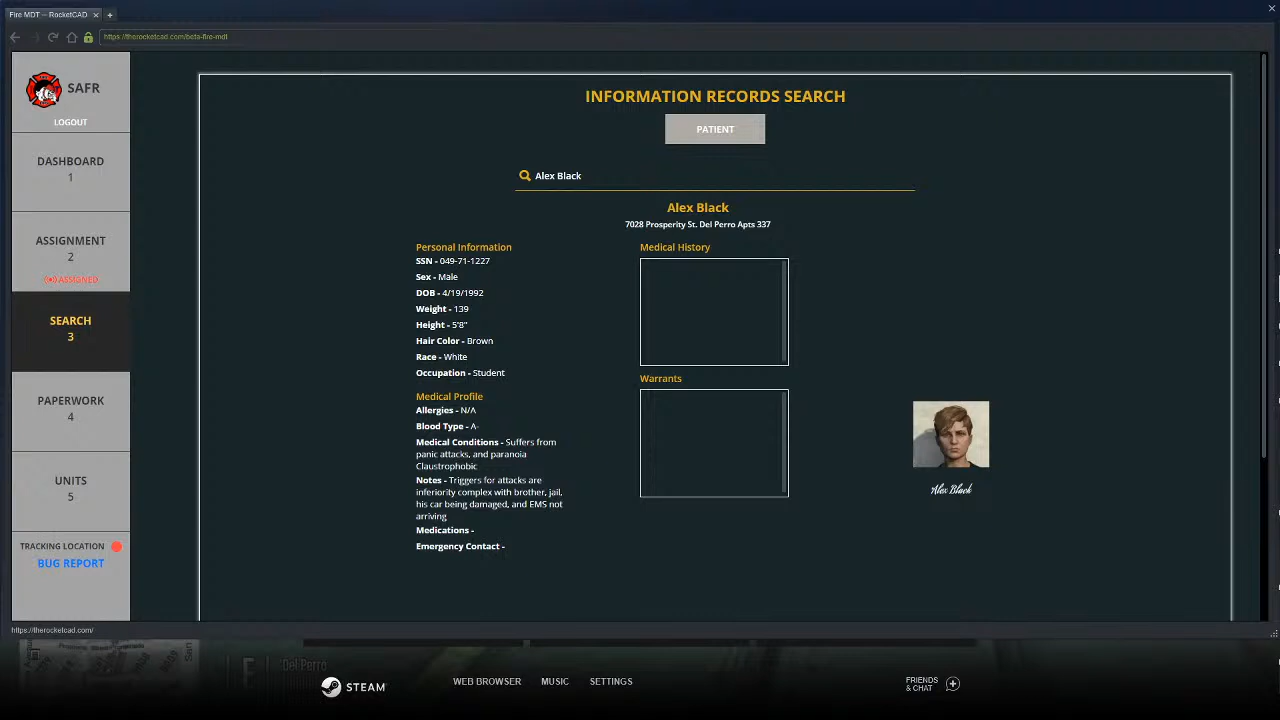 Fire MDT -- RocketCAD
https://therocketcad.com/beta-fire-mdt
SAFR
LOGOUT
DASHBOARD
1
ASSIGNMENT
2
ASSIGNED
SEARCH
3
PAPERWORK
4
UNITS
5
TRACKING LOCATION
BUG REPORT
INFORMATION RECORDS SEARCH
PATIENT
Alex Black
Alex Black
7028 Prosperity St. Del Perro Apts 337
Personal Information
SSN - 049-71-1227
Sex - Male
DOB - 4/19/1992
Weight - 139
Height - 5'8"
Hair Color - Brown
Race - White
Occupation - Student
Medical Profile
Allergies - N/A
Blood Type - A-
Medical Conditions - Suffers from
panic attacks, and paranoia
Claustrophobic
Notes - Triggers for attacks are
inferiority complex with brother, jail,
his car being damaged, and EMS not
arriving
Medications -
Emergency Contact -
Medical History
Warrants
Alex Black
https://therocketcad.com/
E
Del Perro
STEAM
WEB BROWSER
MUSIC
SETTINGS
FRIENDS
& CHAT